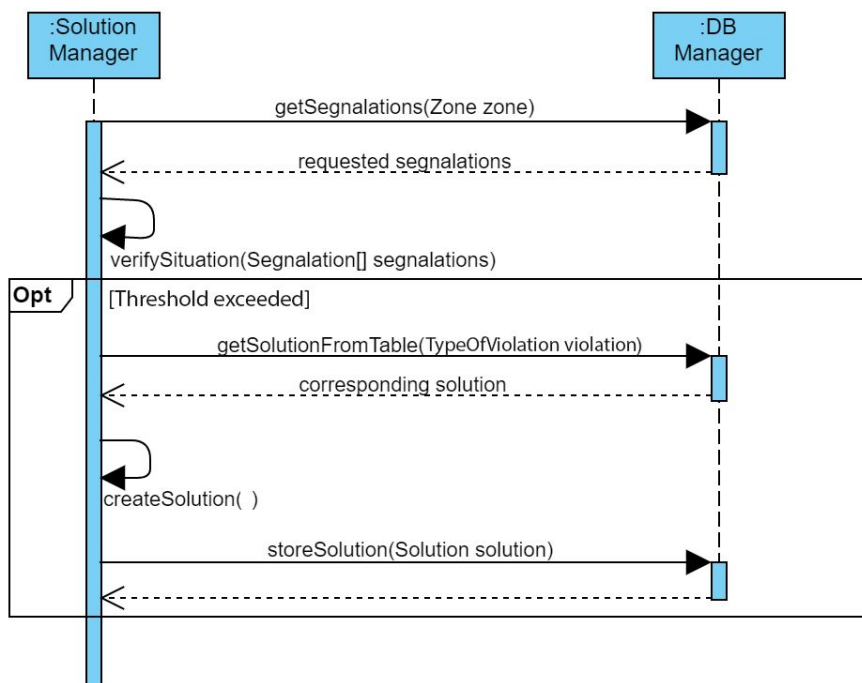 :Solution
Manager
:DB
Manager
getSegnalations(Zone zone)
requested segnalations
verifySituation(Segnalation[] segnalations)
Opt
[Threshold exceeded]
getSolutionFromTable(TypeOfViolation violation)
corresponding solution
createSolution( )
storeSolution(Solution solution)